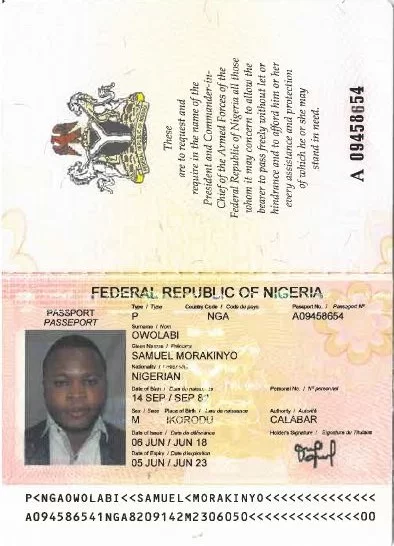 These
are to request and
require in the name of the
President and Commander-in-
Chief of the Armed Forces of the
Federal Republic of Nigeria all those
whom it may concern to allow the
bearer to pass freely without let or
hindrance and to afford him or her
every assistance and protection
of which he or she may
stand in need.
A 09458654
FEDERAL REPUBLIC OF NIGERIA
PASSPORT
PASSEPORT
Type / Type Country Code / Code du pays Passport No. / Passeport N°
P NGA A09458654
Surname / Nom
OWOLABI
Given Names / Prénoms
SAMUEL MORAKINYO
Nationality /
NIGERIAN
Date of Birth / Date de naissance Personal No. / N° personnel
14 SEP / SEP
Sex / Sexe Place of Birth / Lieu de naissance Authority / Autorité
M IKORODU CALABAR
Date of Issue / Date de délivrance Holder's Signature / Signature du Titulaire
06 JUN / JUN 18
Date of Expiry / Date d'expiration
05 JUN / JUN 23
P<NGAOWOLABI<<SAMUEL<MORAKINYO<<<<<<<<<<<<<<
A094586541NGA8209142M2306050<<<<<<<<<<<<<<00